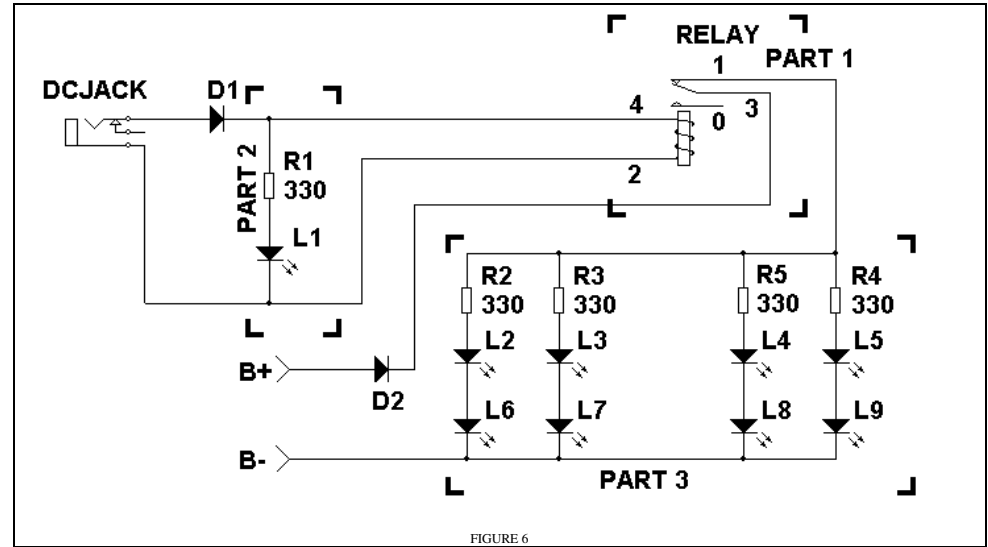 RELAY
PART 1
1
DCJACK
D1
4
3
0
PART 2
R1
330
2
L1
R2
330
R3
330
R5
330
R4
330
L2
L3
L4
L5
B+
D2
L6
L7
L8
L9
B-
PART 3
FIGURE 6